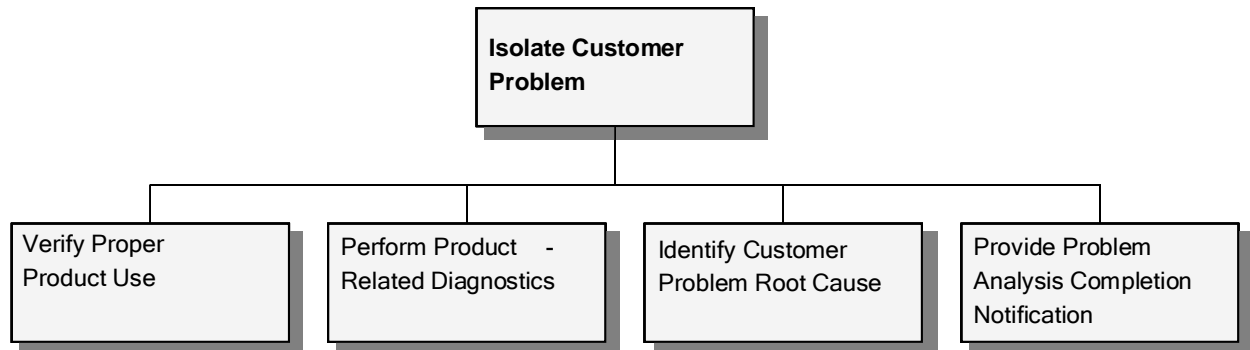 Isolate Customer
Problem
Verify Proper
Product Use
Perform Product -
Related Diagnostics
Identify Customer
Problem Root Cause
Provide Problem
Analysis Completion
Notification